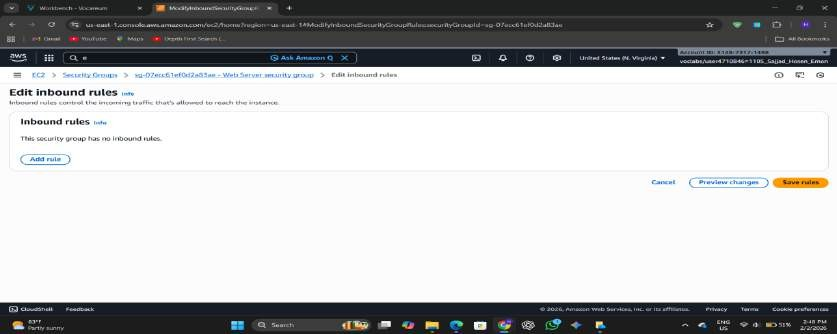 Workbench - Vocareum
ModifyInboundSecurityGroupR
us-east-1.console.aws.amazon.com/ec2/home?region=us-east-1#ModifyInboundSecurityGroupRules:securityGroupId=sg-07ecc61ef0d2a83ae
Gmail
YouTube
Maps
Depth First Search (...
All Bookmarks
aws
e
Ask Amazon Q
United States (N. Virginia)
voclabs/user4710846=1105_Sajjad_Hosen_Emon
EC2 > Security Groups > sg-07ecc61ef0d2a83ae - Web Server security group > Edit inbound rules
Edit inbound rules Info
Inbound rules control the incoming traffic that's allowed to reach the instance.
Inbound rules Info
This security group has no inbound rules.
Add rule
Cancel
Preview changes
Save rules
CloudShell
Feedback
© 2026, Amazon Web Services, Inc. or its affiliates.
Privacy
Terms
Cookie preferences
83°F
Partly sunny
Search
ENG
US
51%
2:46 PM
2/2/2026